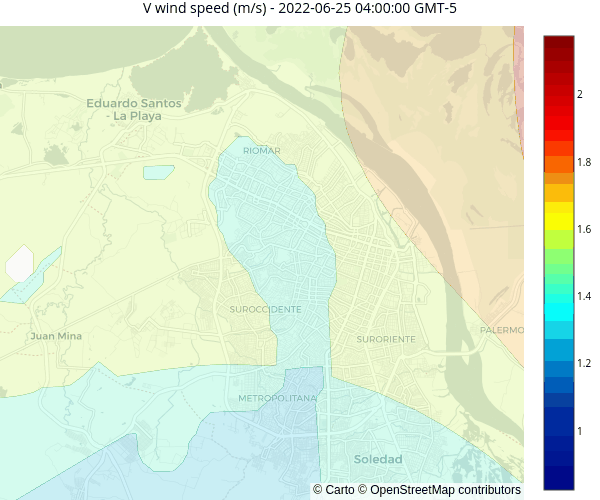 V wind speed (m/s) - 2022-06-25 04:00:00 GMT-5
Eduardo Santos
- La Playa
RIOMAR
SUROCCIDENTE
Juan Mina
SURORIENTE
PALERMO
METROPOLITANA
Soledad
© Carto © OpenStreetMap contributors
2
1.8
1.6
1.4
1.2
1